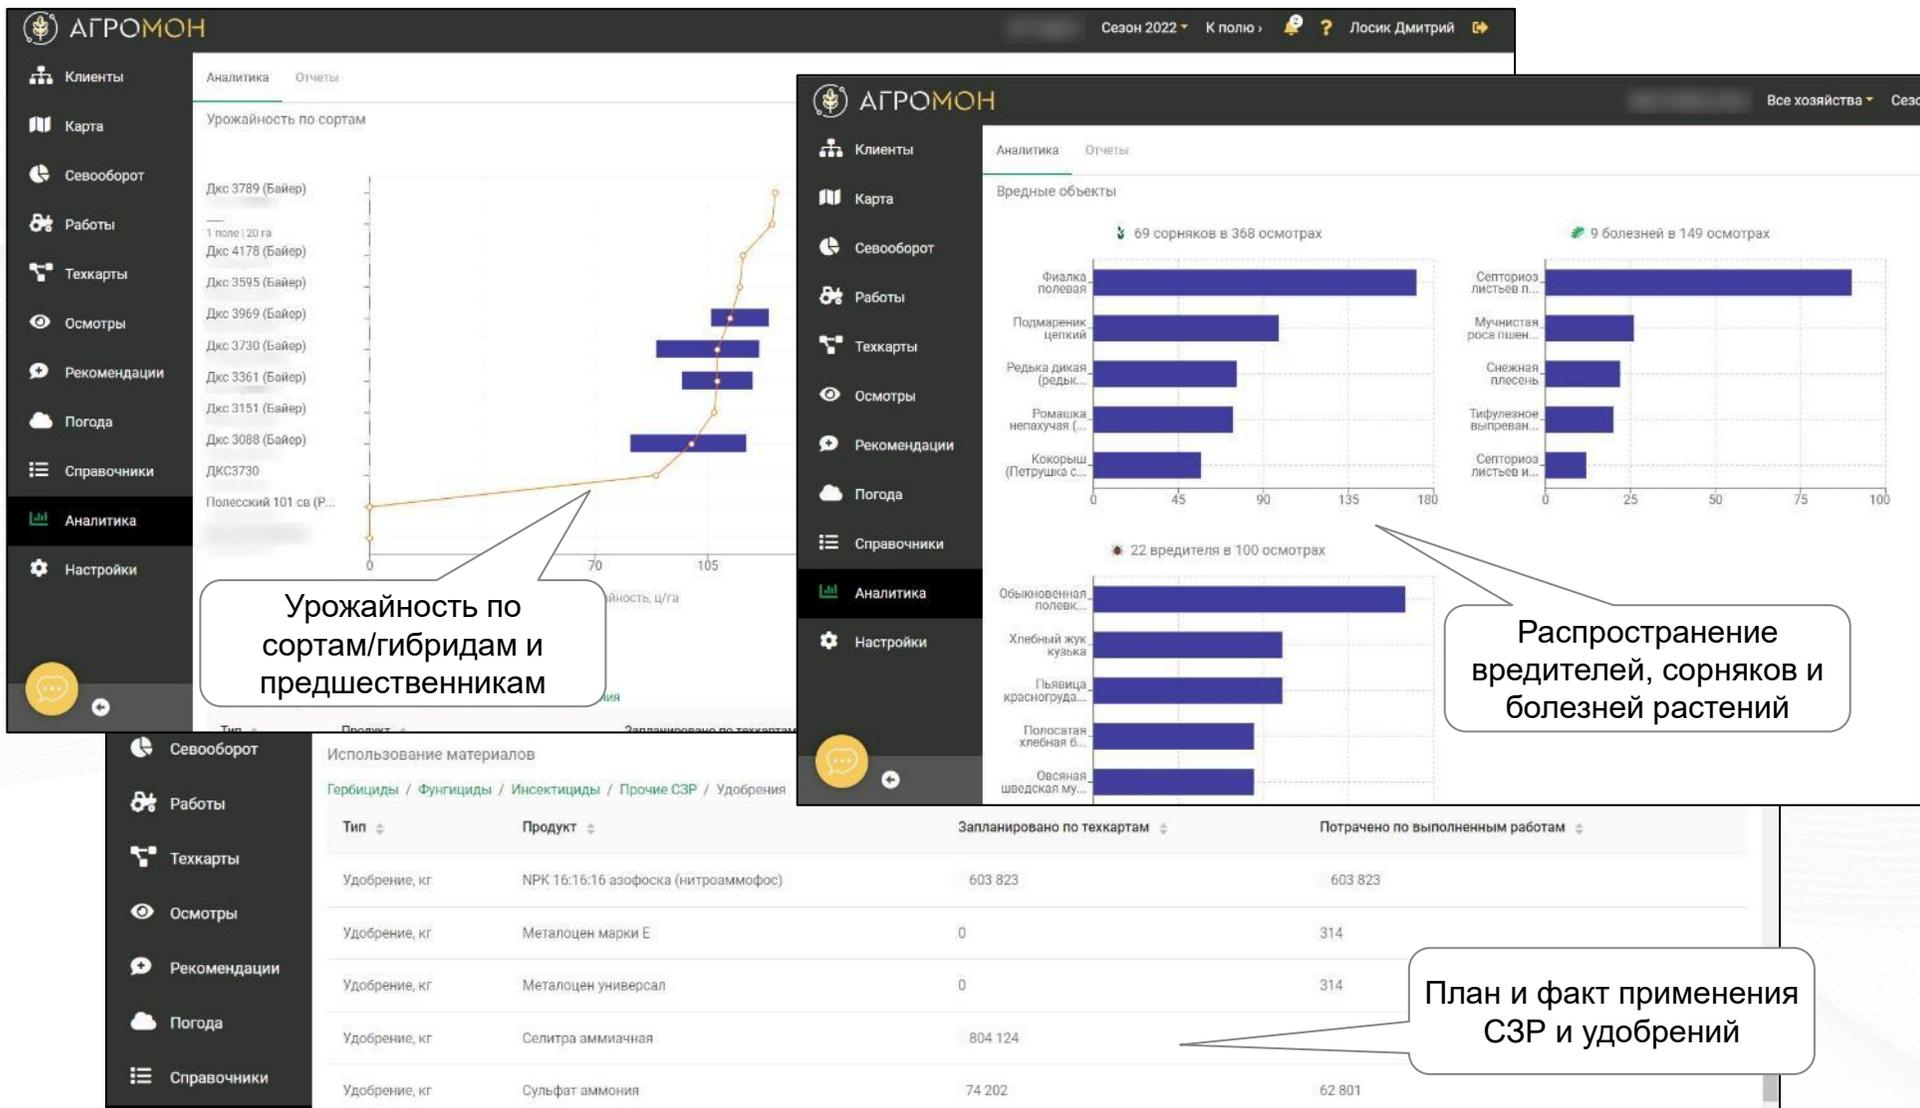 АГРОМОН
Сезон 2022
К полю ›
2
?
Лосик Дмитрий
Клиенты
Карта
Севооборот
Работы
Техкарты
Осмотры
Рекомендации
Погода
Справочники
Аналитика
Настройки
Аналитика
Отчеты
Урожайность по сортам
Дкс 3789 (Байер)
1 поле | 20 га
Дкс 4178 (Байер)
Дкс 3595 (Байер)
Дкс 3969 (Байер)
Дкс 3730 (Байер)
Дкс 3361 (Байер)
Дкс 3151 (Байер)
Дкс 3088 (Байер)
ДКС3730
Полесский 101 св (Р...
0
70
105
Урожайность по
сортам/гибридам и
предшественникам
АГРОМОН
Все хозяйства
Клиенты
Карта
Севооборот
Работы
Техкарты
Осмотры
Рекомендации
Погода
Справочники
Аналитика
Настройки
Аналитика
Отчеты
Вредные объекты
69 сорняков в 368 осмотрах
Фиалка
полевая
Подмареник
цепкий
Редька дикая
(редьк...
Ромашка
непахучая (...
Кокорыш
(Петрушка с...
0 45 90 135 180
9 болезней в 149 осмотрах
Септориоз
листьев п...
Мучнистая
роса пшен...
Снежная
плесень
Тифулезное
выпреван...
Септориоз
листьев и...
0 25 50 75 100
22 вредителя в 100 осмотрах
Обыкновенная
полевк...
Хлебный жук
кузька
Пьявица
красногруда...
Полосатая
хлебная б...
Овсяная
шведская му...
Распространение
вредителей, сорняков и
болезней растений
Севооборот
Работы
Техкарты
Осмотры
Рекомендации
Погода
Справочники
Использование материалов
Гербициды / Фунгициды / Инсектициды / Прочие СЗР / Удобрения
Тип Продукт Запланировано по техкартам Потрачено по выполненным работам
Удобрение, кг NPK 16:16:16 азофоска (нитроаммофос) 603 823 603 823
Удобрение, кг Металоцен марки Е 0 314
Удобрение, кг Металоцен универсал 0 314
Удобрение, кг Селитра аммиачная 804 124
Удобрение, кг Сульфат аммония 74 202 62 801
План и факт применения
СЗР и удобрений